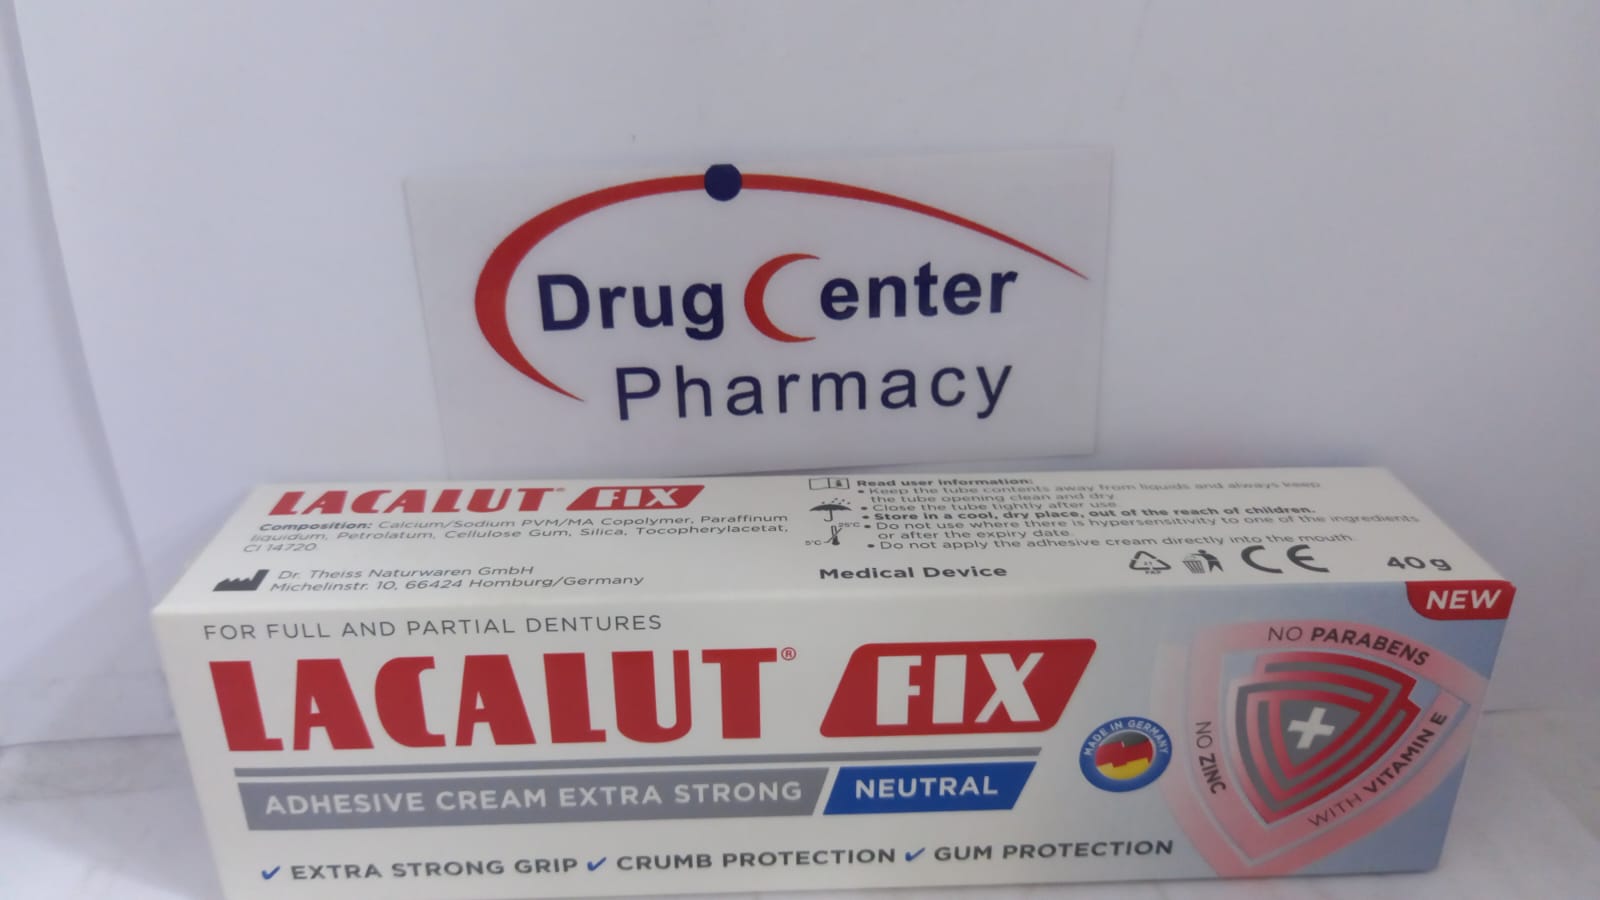 Drug Center
Pharmacy
LACALUT® FIX
Composition: Calcium/Sodium PVM/MA Copolymer, Paraffinum
liquidum, Petrolatum, Cellulose Gum, Silica, Tocopherylacetat,
CI 14720
Dr. Theiss Naturwaren GmbH
Michelinstr. 10, 66424 Homburg/Germany
Read user information:
• Keep the tube contents away from liquids and always keep
the tube opening clean and dry.
• Close the tube tightly after use.
• Store in a cool, dry place, out of the reach of children.
• Do not use where there is hypersensitivity to one of the ingredients
or after the expiry date.
• Do not apply the adhesive cream directly into the mouth.
25°C
5°C
Medical Device
21
PAP
CE
40 g
NEW
FOR FULL AND PARTIAL DENTURES
LACALUT® FIX
ADHESIVE CREAM EXTRA STRONG NEUTRAL
✓ EXTRA STRONG GRIP ✓ CRUMB PROTECTION ✓ GUM PROTECTION
MADE IN GERMANY
NO PARABENS
NO ZINC
WITH VITAMIN E